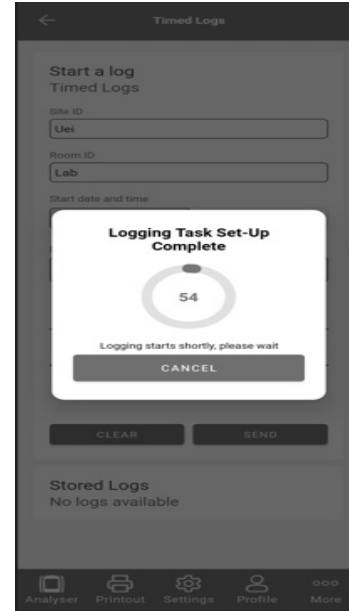 Timed Logs
Start a log
Timed Logs
Site ID
Uei
Room ID
Lab
Start date and time
Logging Task Set-Up
Complete
54
Logging starts shortly, please wait
CANCEL
CLEAR
SEND
Stored Logs
No logs available
Analyser Printout Settings Profile More